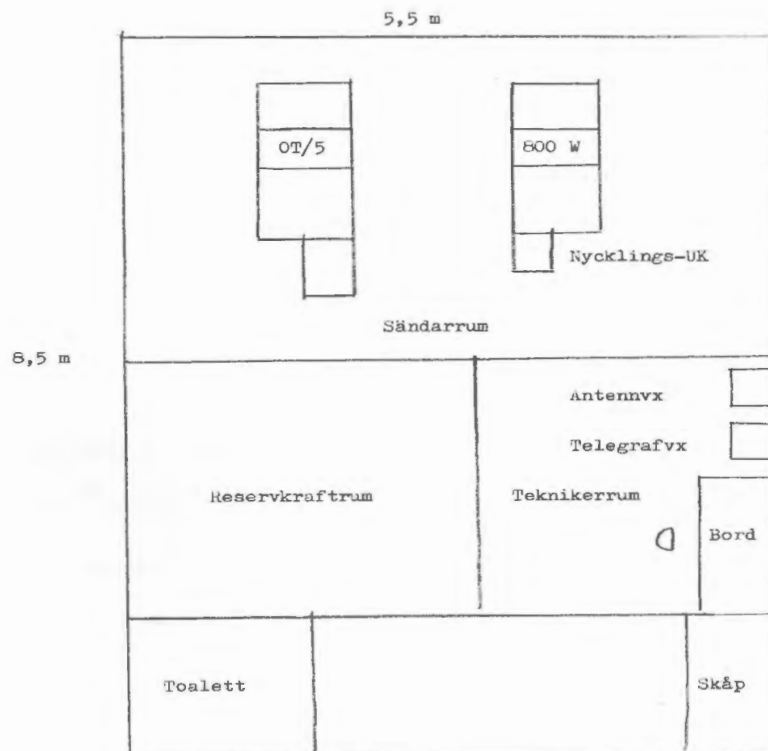 5,5 m
OT/5
800 W
Nycklings-UK
Sändarrum
8,5 m
Antennvx
Telegrafvx
Reservkraftrum
Teknikerrum
Bord
Toalett
Skåp